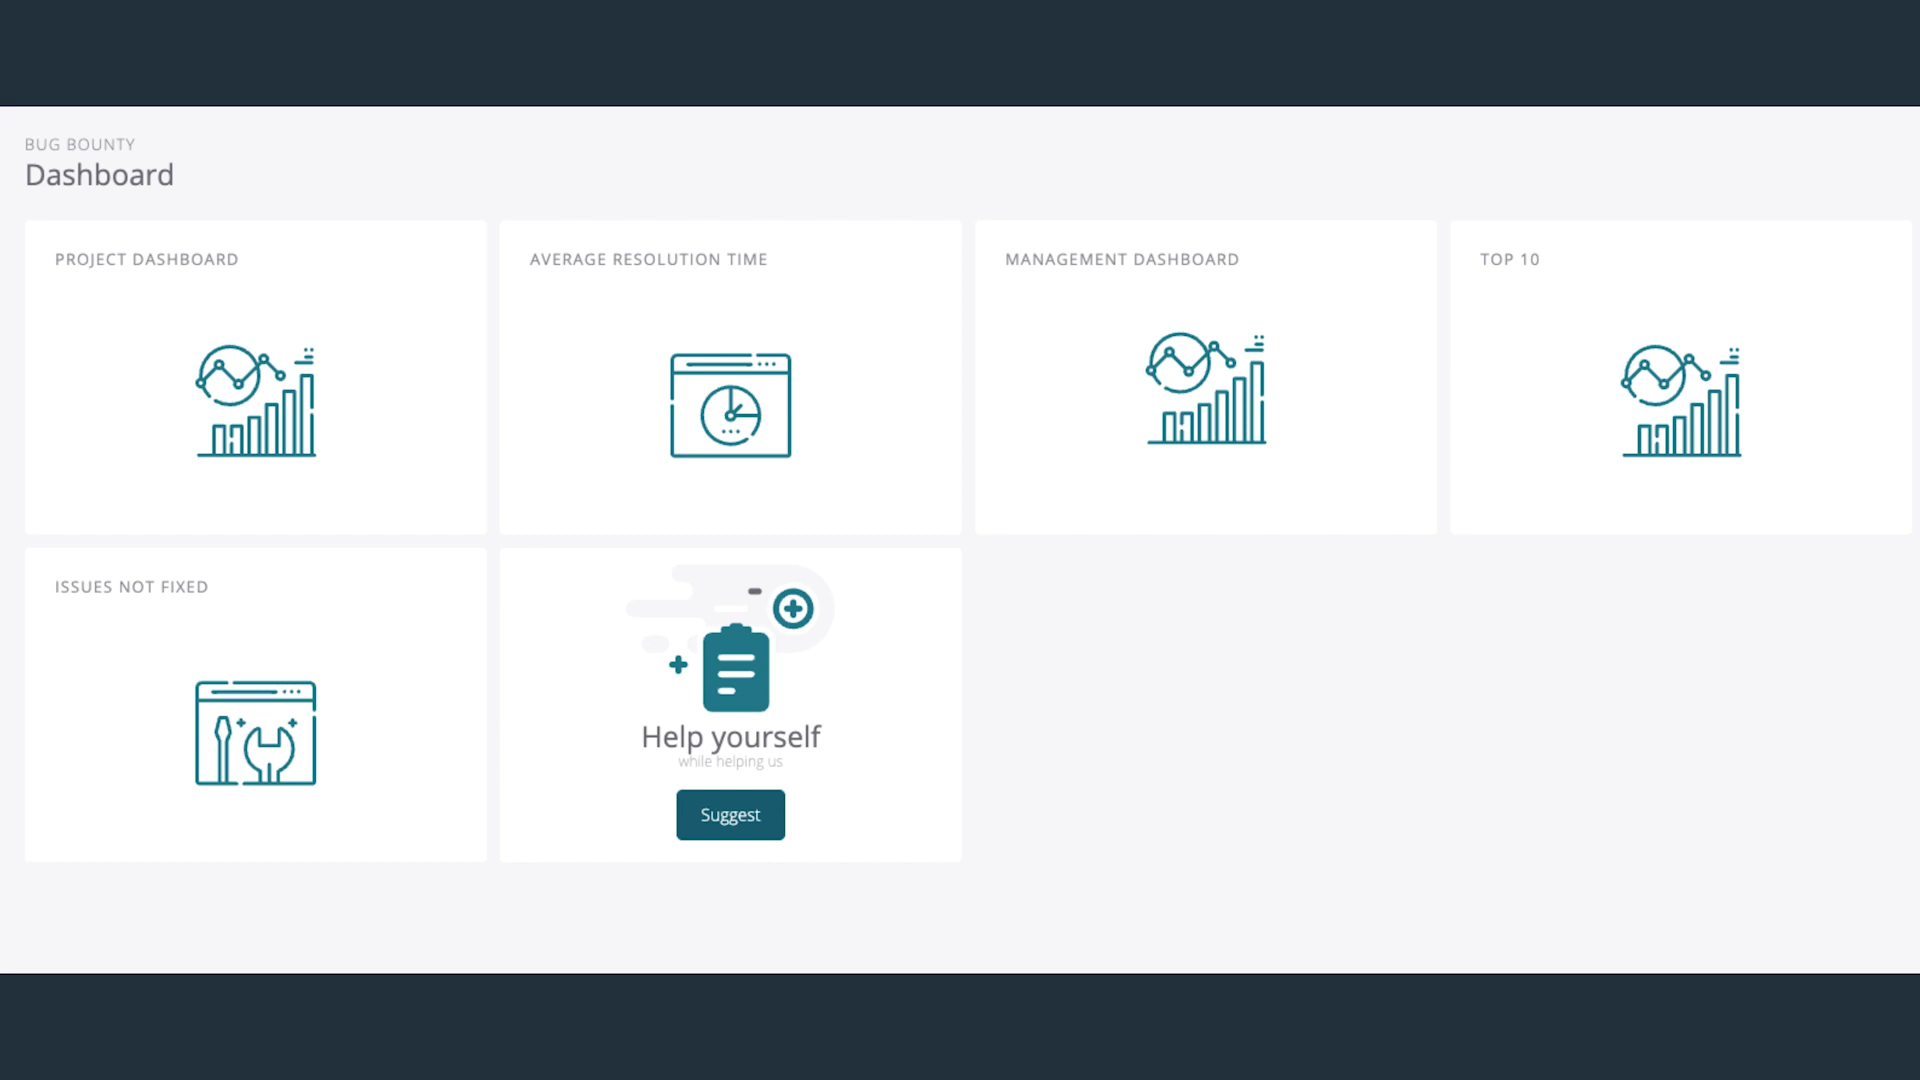 BUG BOUNTY
Dashboard
PROJECT DASHBOARD
AVERAGE RESOLUTION TIME
MANAGEMENT DASHBOARD
TOP 10
ISSUES NOT FIXED
Help yourself
while helping us
Suggest